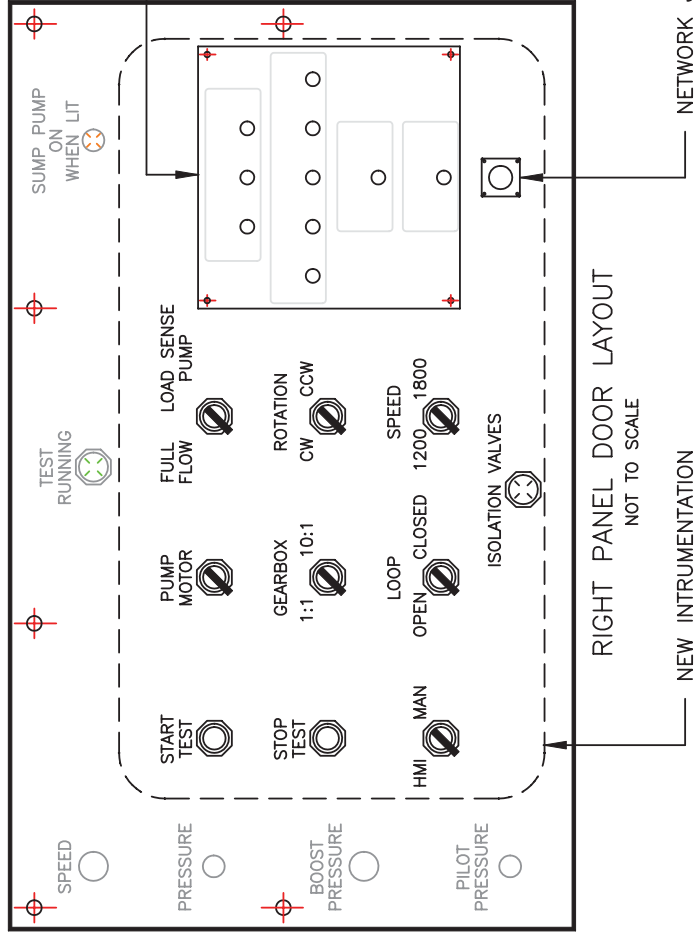 SPEED
TEST
RUNNING
SUMP PUMP
ON
WHEN LIT
PRESSURE
START
TEST
PUMP
MOTOR
FULL
FLOW
LOAD SENSE
PUMP
BOOST
PRESSURE
STOP
TEST
GEARBOX
1:1 10:1
ROTATION
CW CCW
PILOT
PRESSURE
HMI MAN
LOOP
OPEN CLOSED
SPEED
1200 1800
ISOLATION VALVES
RIGHT PANEL DOOR LAYOUT
NOT TO SCALE
NEW INTRUMENTATION
NETWORK